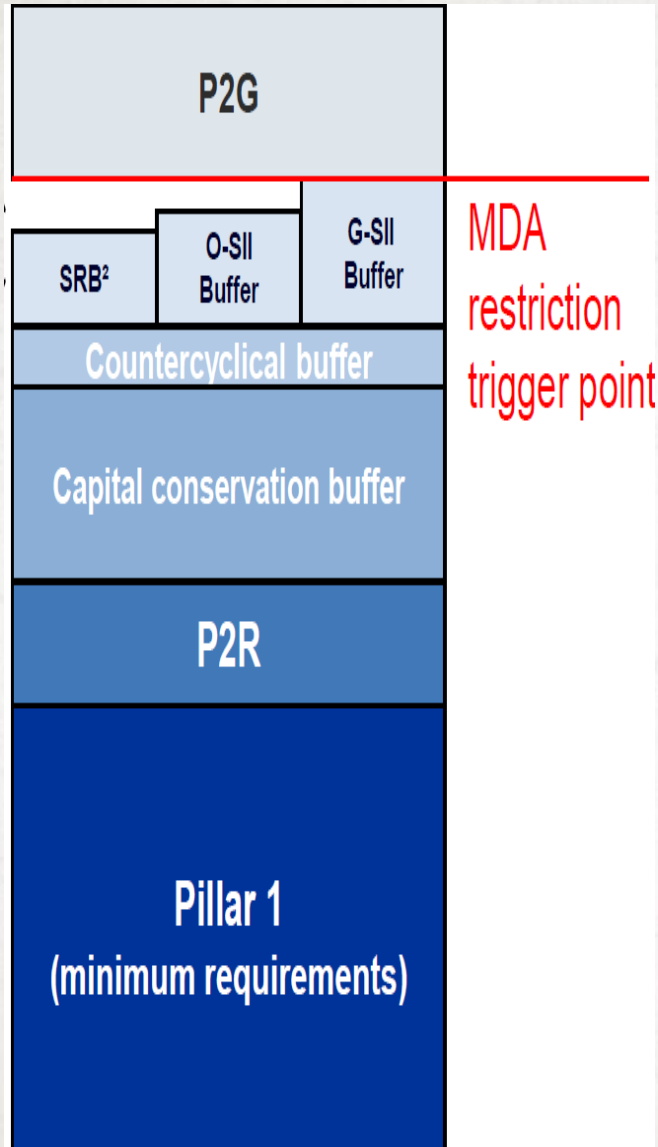 P2G
MDA
restriction
trigger point
SRB²
O-SII
Buffer
G-SII
Buffer
Countercyclical buffer
Capital conservation buffer
P2R
Pillar 1
(minimum requirements)